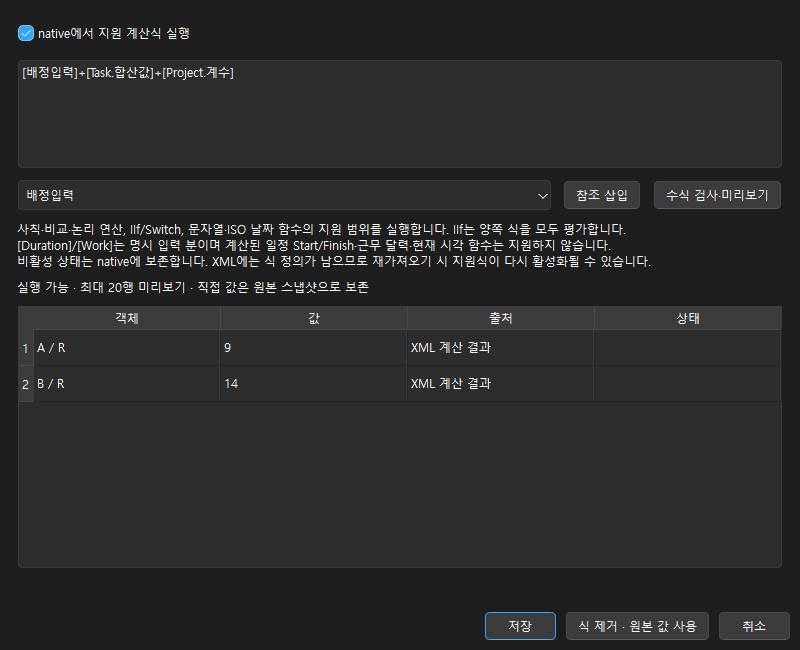 native에서 지원 계산식 실행
[배정입력]+[Task.합산값]+[Project.계수]
배정입력
참조 삽입
수식 검사·미리보기
사칙·비교·논리 연산, IIf/Switch, 문자열·ISO 날짜 함수의 지원 범위를 실행합니다. IIf는 양쪽 식을 모두 평가합니다.
[Duration]/[Work]는 명시 입력 분이며 계산된 일정 Start/Finish·근무 달력·현재 시각 함수는 지원하지 않습니다.
비활성 상태는 native에 보존합니다. XML에는 식 정의가 남으므로 재가져오기 시 지원식이 다시 활성화될 수 있습니다.
실행 가능 · 최대 20행 미리보기 · 직접 값은 원본 스냅샷으로 보존
객체 값 출처 상태
1 A / R 9 XML 계산 결과
2 B / R 14 XML 계산 결과
저장 식 제거 · 원본 값 사용 취소